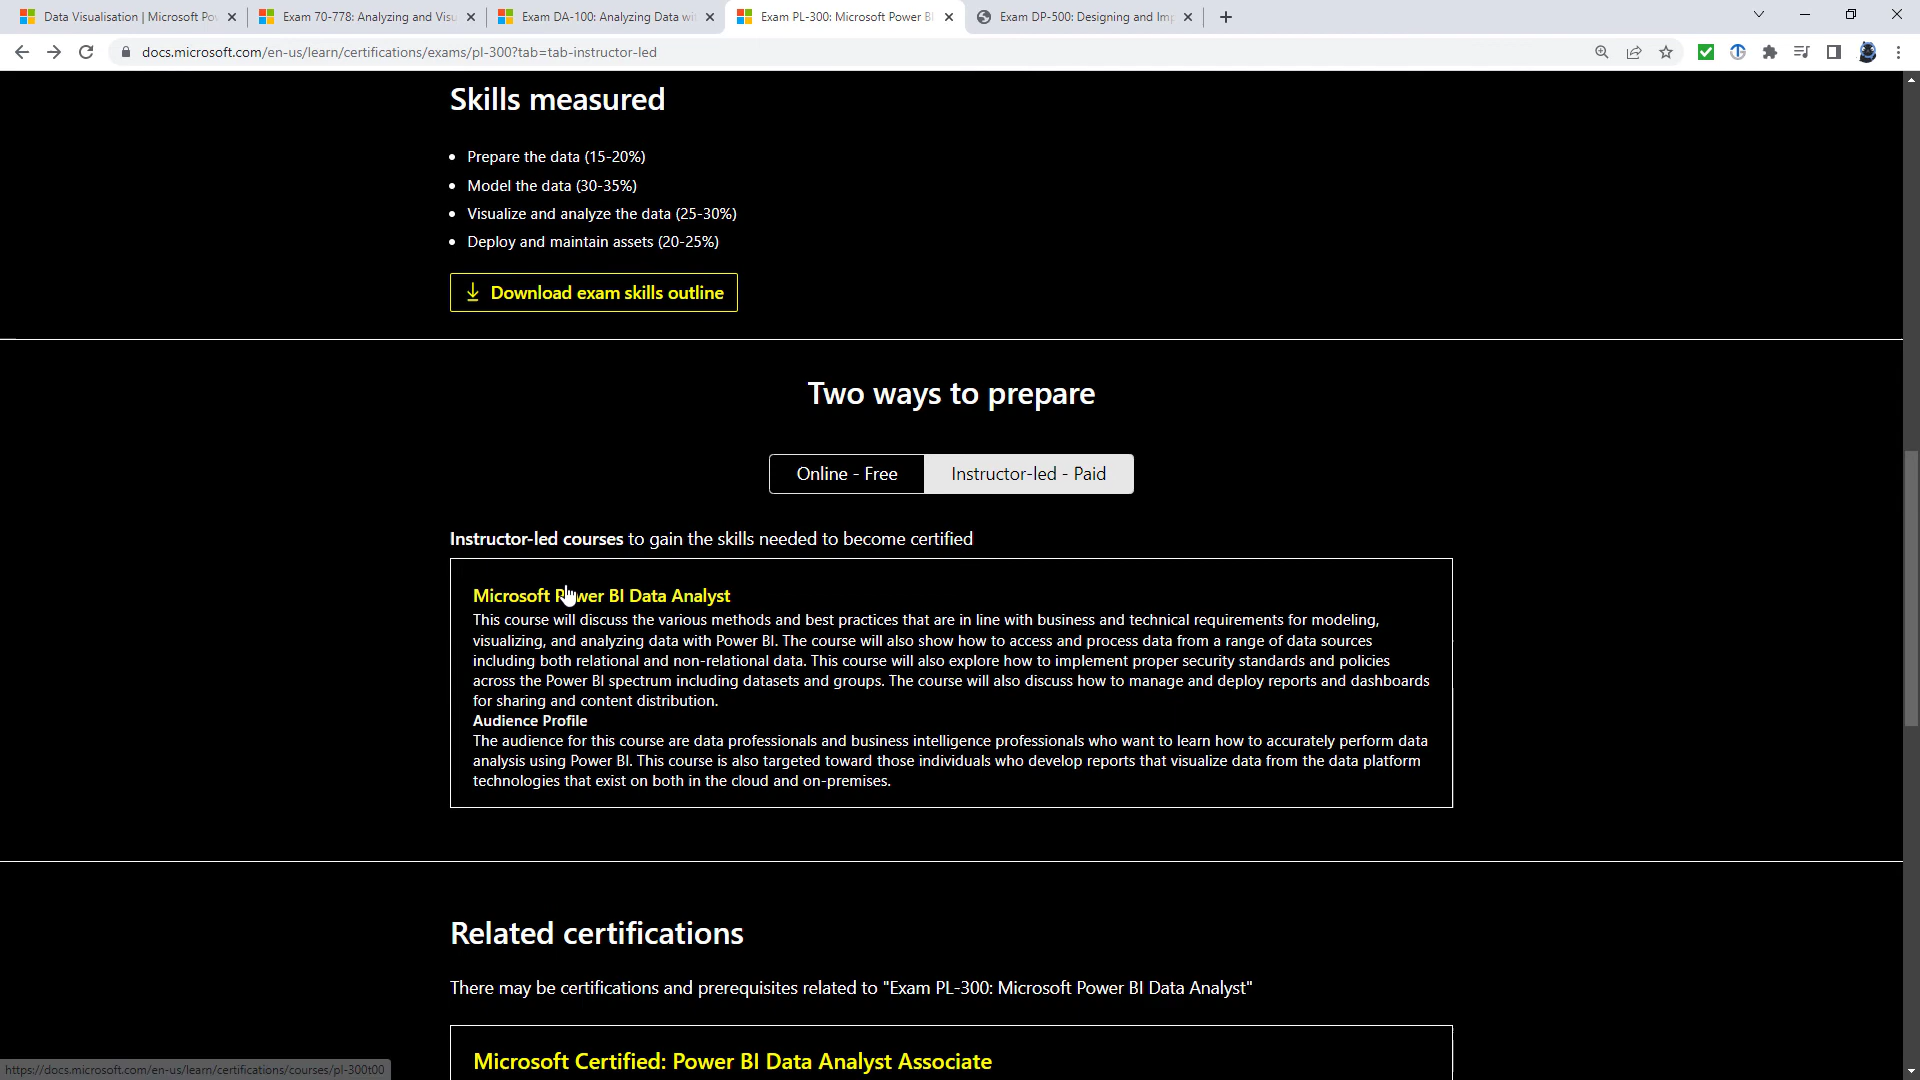 Data Visualisation | Microsoft Po
Exam 70-778: Analyzing and Visu
Exam DA-100: Analyzing Data wi
Exam PL-300: Microsoft Power B
Exam DP-500: Designing and Im
docs.microsoft.com/en-us/learn/certifications/exams/pl-300?tab=tab-instructor-led
Skills measured
• Prepare the data (15-20%)
• Model the data (30-35%)
• Visualize and analyze the data (25-30%)
• Deploy and maintain assets (20-25%)
Download exam skills outline
Two ways to prepare
Online - Free
Instructor-led - Paid
Instructor-led courses to gain the skills needed to become certified
Microsoft Power BI Data Analyst
This course will discuss the various methods and best practices that are in line with business and technical requirements for modeling,
visualizing, and analyzing data with Power BI. The course will also show how to access and process data from a range of data sources
including both relational and non-relational data. This course will also explore how to implement proper security standards and policies
across the Power BI spectrum including datasets and groups. The course will also discuss how to manage and deploy reports and dashboards
for sharing and content distribution.
Audience Profile
The audience for this course are data professionals and business intelligence professionals who want to learn how to accurately perform data
analysis using Power BI. This course is also targeted toward those individuals who develop reports that visualize data from the data platform
technologies that exist on both in the cloud and on-premises.
Related certifications
There may be certifications and prerequisites related to "Exam PL-300: Microsoft Power BI Data Analyst"
Microsoft Certified: Power BI Data Analyst Associate
https://docs.microsoft.com/en-us/learn/certifications/courses/pl-300t00